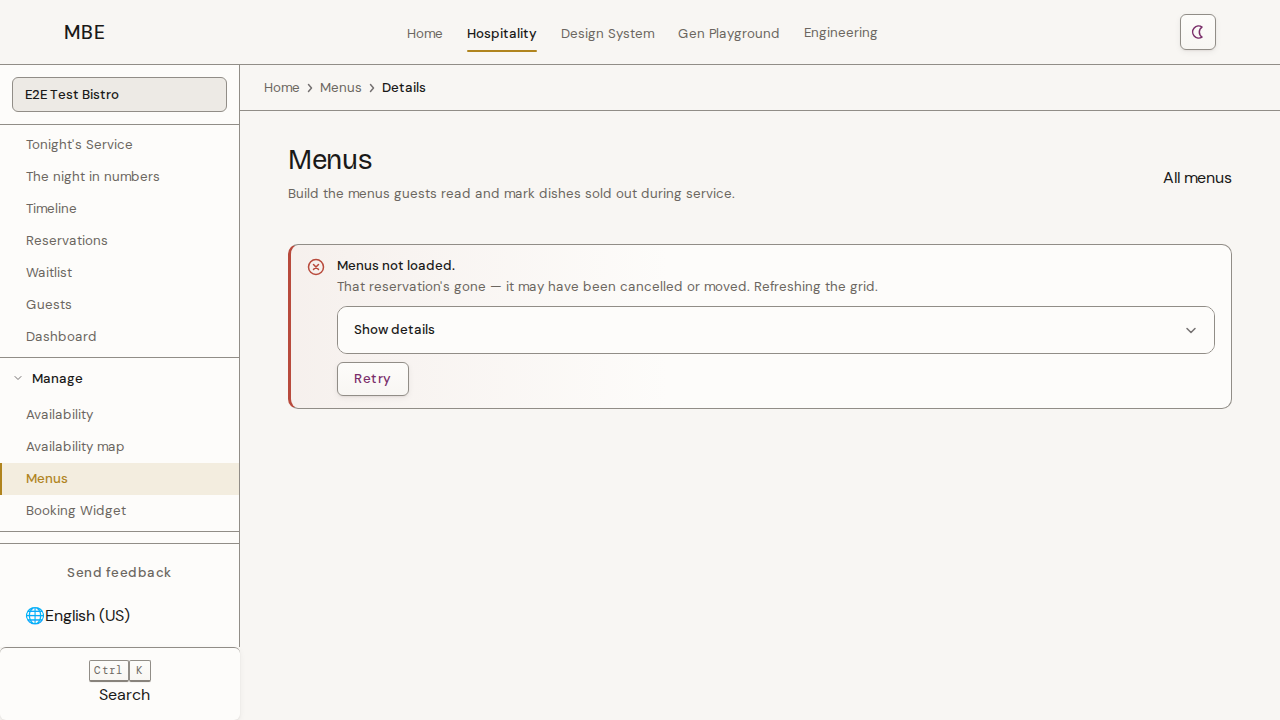 MBE
Home
Hospitality
Design System
Gen Playground
Engineering
E2E Test Bistro
Tonight's Service
The night in numbers
Timeline
Reservations
Waitlist
Guests
Dashboard
Manage
Availability
Availability map
Menus
Booking Widget
Send feedback
English (US)
Ctrl K
Search
Home > Menus > Details
Menus
Build the menus guests read and mark dishes sold out during service.
All menus
Menus not loaded.
That reservation's gone — it may have been cancelled or moved. Refreshing the grid.
Show details
Retry